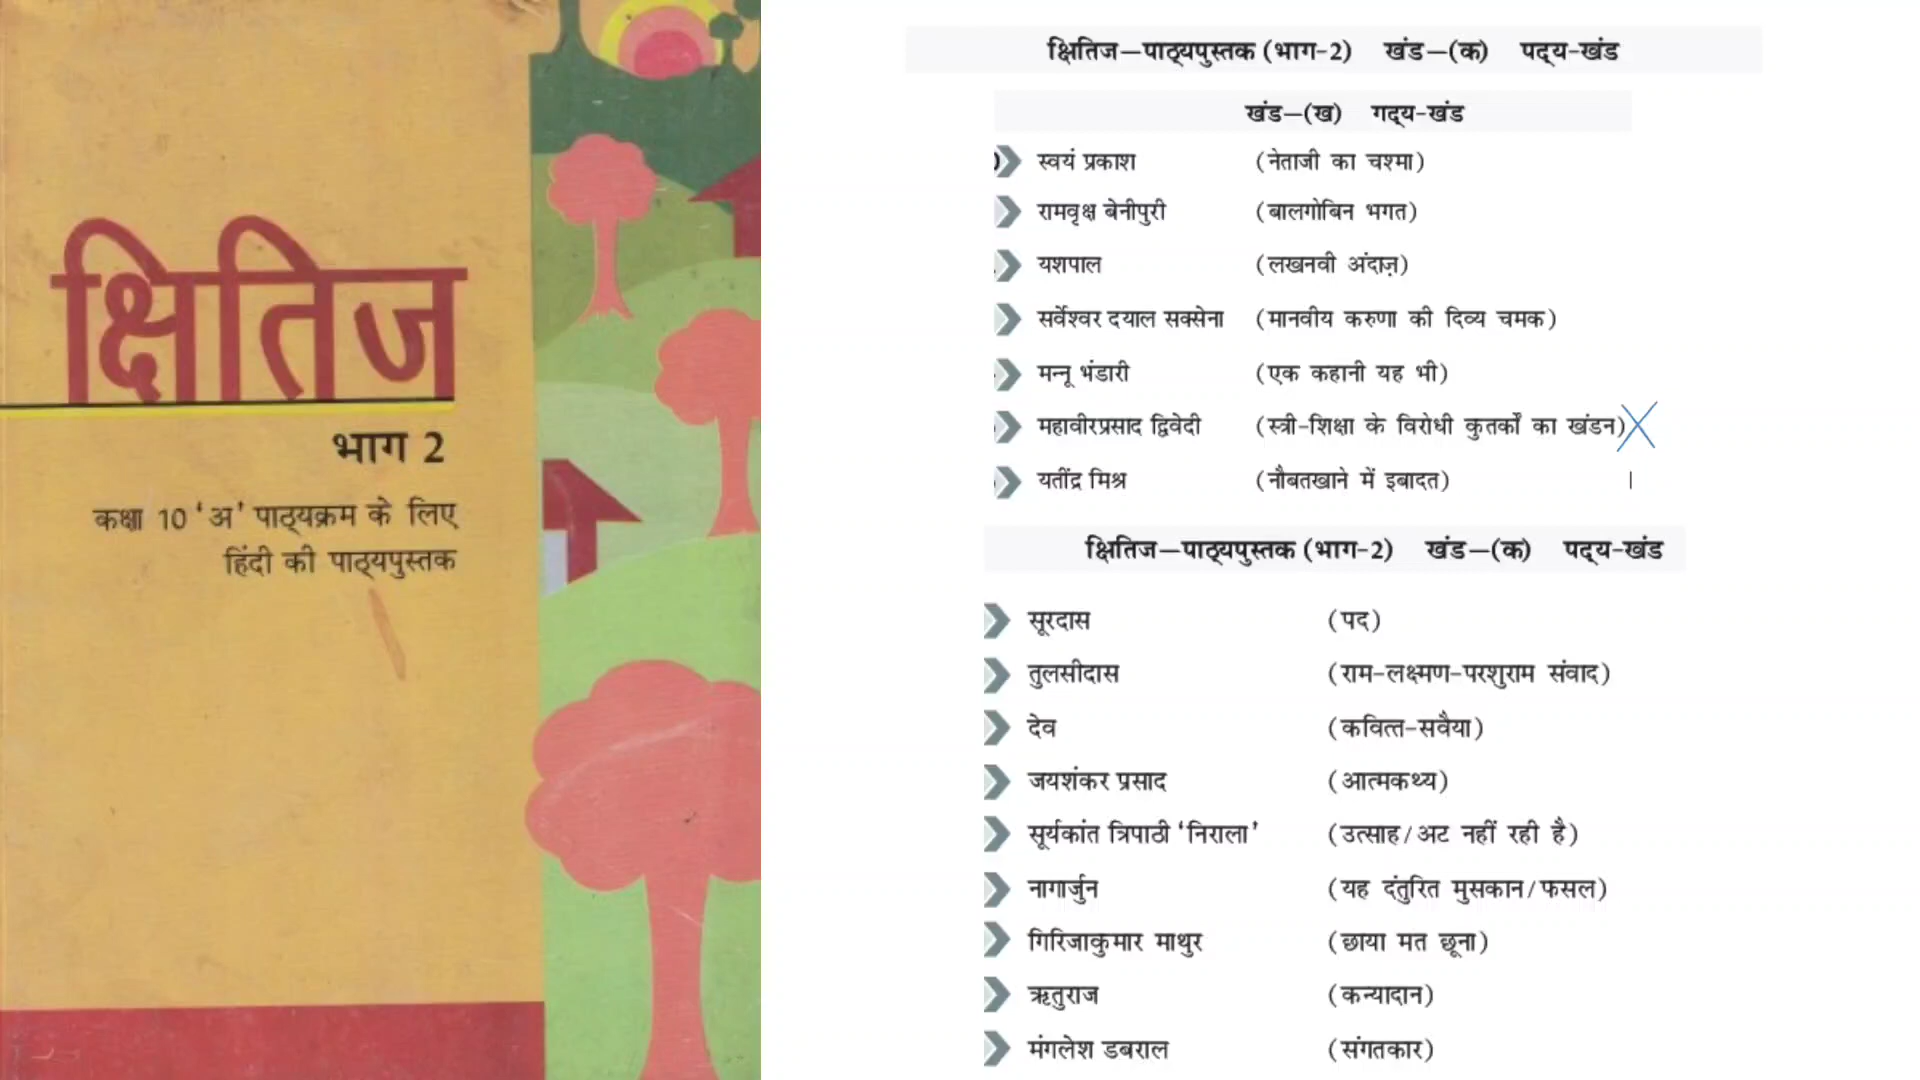 क्षितिज
भाग 2
कक्षा 10 'अ' पाठ्यक्रम के लिए
हिंदी की पाठ्यपुस्तक
क्षितिज—पाठ्यपुस्तक (भाग-2) खंड—(क) पद्य-खंड
खंड—(ख) गद्य-खंड
स्वयं प्रकाश (नेताजी का चश्मा)
रामवृक्ष बेनीपुरी (बालगोबिन भगत)
यशपाल (लखनवी अंदाज़)
सर्वेश्वर दयाल सक्सेना (मानवीय करुणा की दिव्य चमक)
मन्नू भंडारी (एक कहानी यह भी)
महावीरप्रसाद द्विवेदी (स्त्री-शिक्षा के विरोधी कुतर्कों का खंडन)
यतींद्र मिश्र (नौबतखाने में इबादत)
क्षितिज—पाठ्यपुस्तक (भाग-2) खंड—(क) पद्य-खंड
सूरदास (पद)
तुलसीदास (राम-लक्ष्मण-परशुराम संवाद)
देव (कवित्त-सवैया)
जयशंकर प्रसाद (आत्मकथ्य)
सूर्यकांत त्रिपाठी 'निराला' (उत्साह/अट नहीं रही है)
नागार्जुन (यह दंतुरित मुसकान/फसल)
गिरिजाकुमार माथुर (छाया मत छूना)
ऋतुराज (कन्यादान)
मंगलेश डबराल (संगतकार)